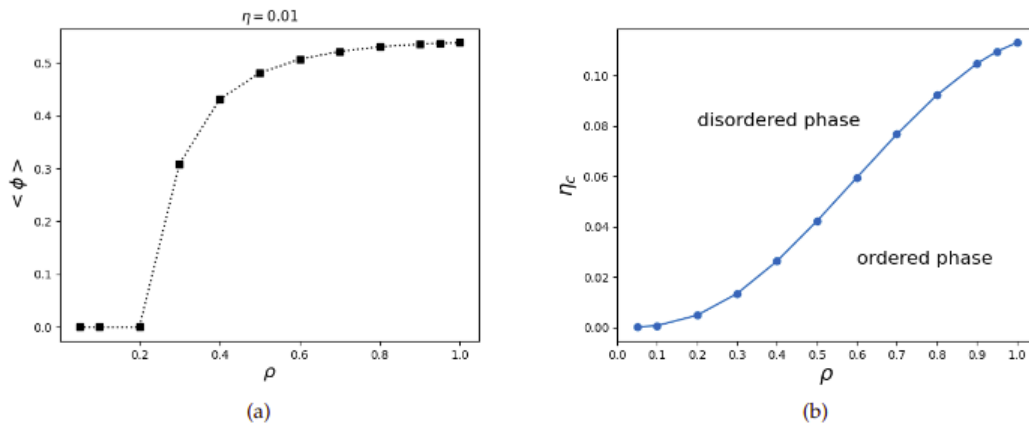 η = 0.01
0.5
0.4
0.3
0.2
0.1
0.0
< ϕ >
0.2 0.4 0.6 0.8 1.0
ρ
(a)
0.10
0.08
0.06
0.04
0.02
0.00
η_c
disordered phase
ordered phase
0.0 0.1 0.2 0.3 0.4 0.5 0.6 0.7 0.8 0.9 1.0
ρ
(b)